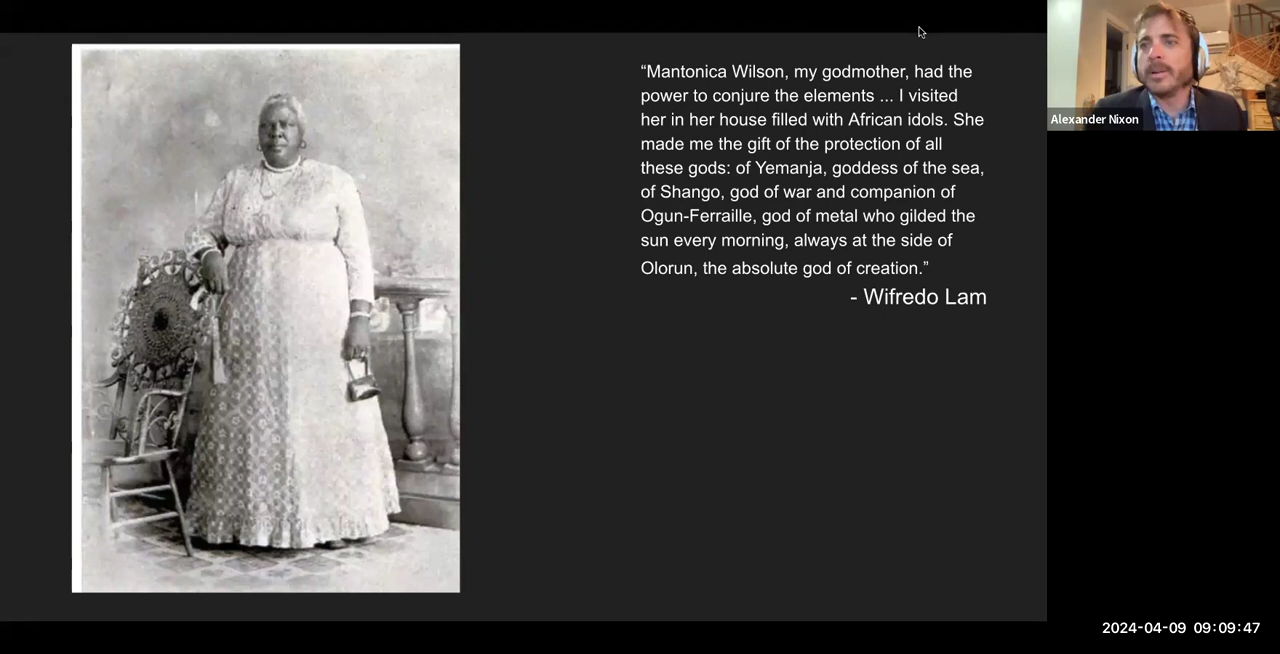 “Mantonica Wilson, my godmother, had the
power to conjure the elements ... I visited
her in her house filled with African idols. She
made me the gift of the protection of all
these gods: of Yemanja, goddess of the sea,
of Shango, god of war and companion of
Ogun-Ferraille, god of metal who gilded the
sun every morning, always at the side of
Olorun, the absolute god of creation.”
- Wifredo Lam
Alexander Nixon
2024-04-09 09:09:47